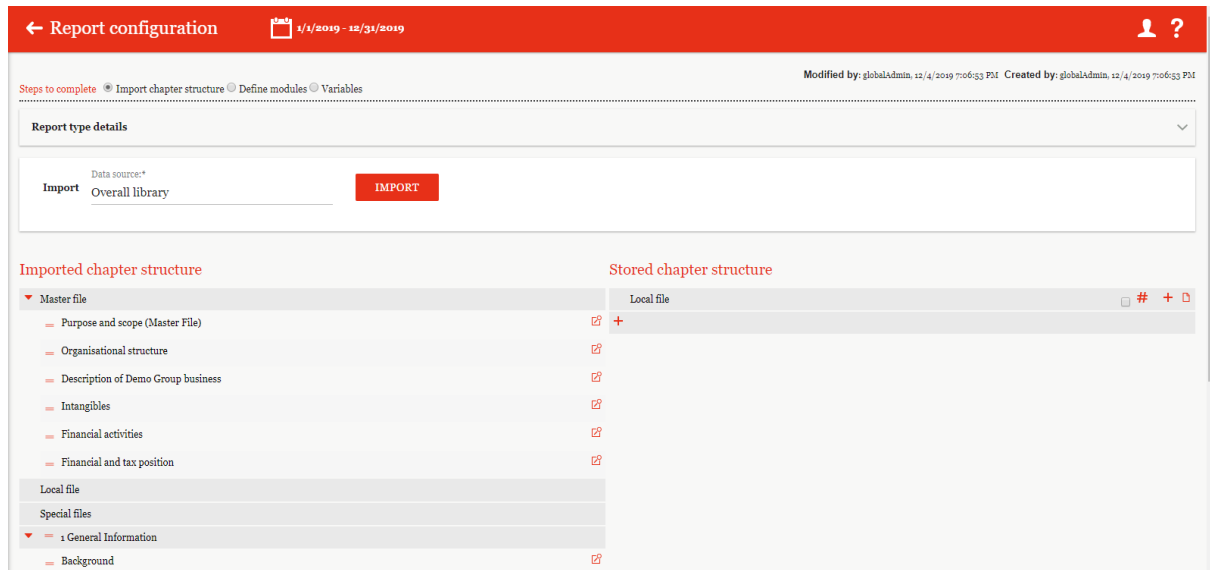 Report configuration
1/1/2019 - 12/31/2019
?
Modified by: globalAdmin, 12/4/2019 7:06:53 PM Created by: globalAdmin, 12/4/2019 7:06:53 PM
Steps to complete Import chapter structure Define modules Variables
Report type details
Data source:*
Import Overall library IMPORT
Imported chapter structure
Master file
Purpose and scope (Master File)
Organisational structure
Description of Demo Group business
Intangibles
Financial activities
Financial and tax position
Local file
Special files
1 General Information
Background
Stored chapter structure
Local file # +
+